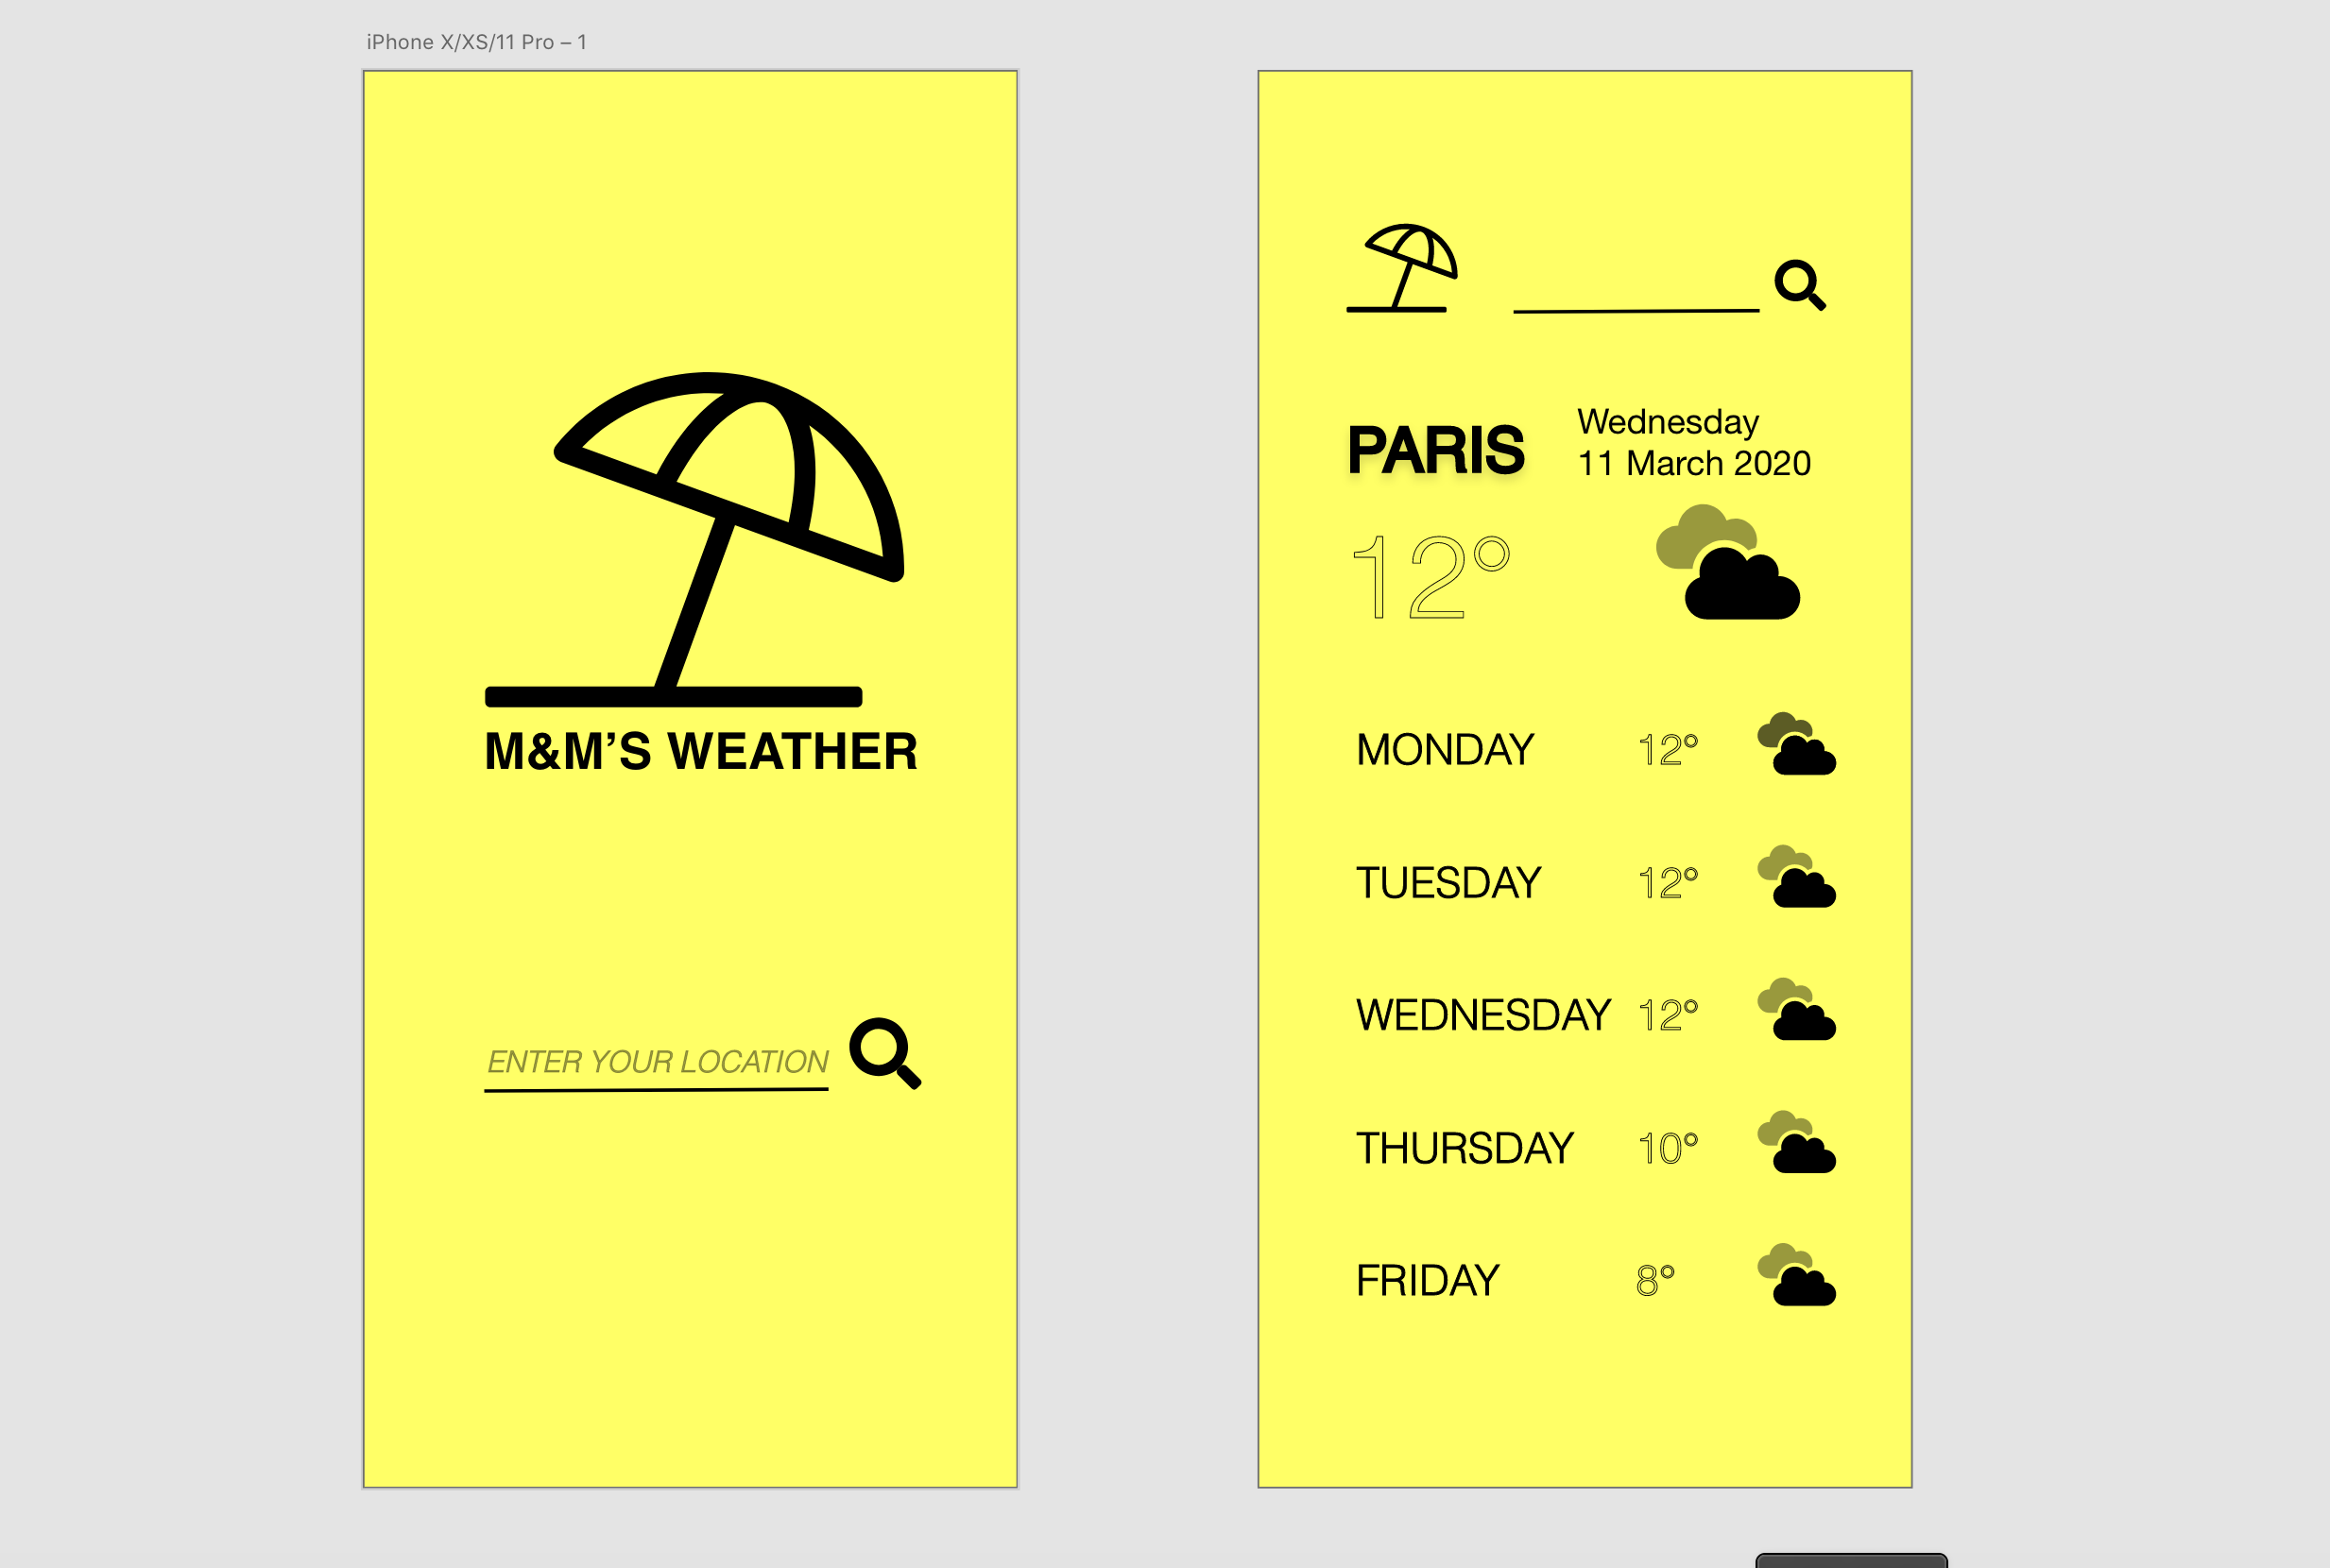 iPhone X/XS/11 Pro – 1
M&M’S WEATHER
ENTER YOUR LOCATION
PARIS
Wednesday
11 March 2020
12°
MONDAY 12°
TUESDAY 12°
WEDNESDAY 12°
THURSDAY 10°
FRIDAY 8°